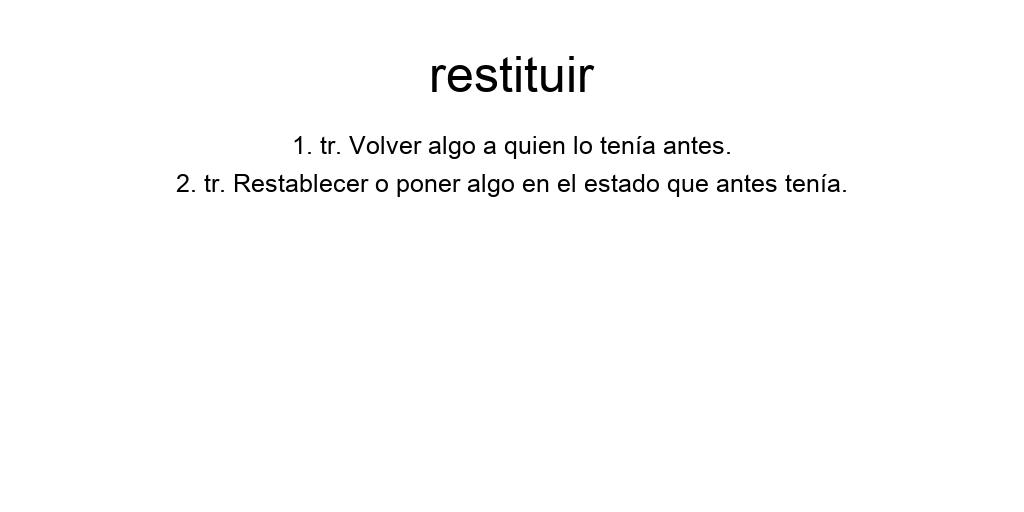 restituir
1. tr. Volver algo a quien lo tenía antes.
2. tr. Restablecer o poner algo en el estado que antes tenía.